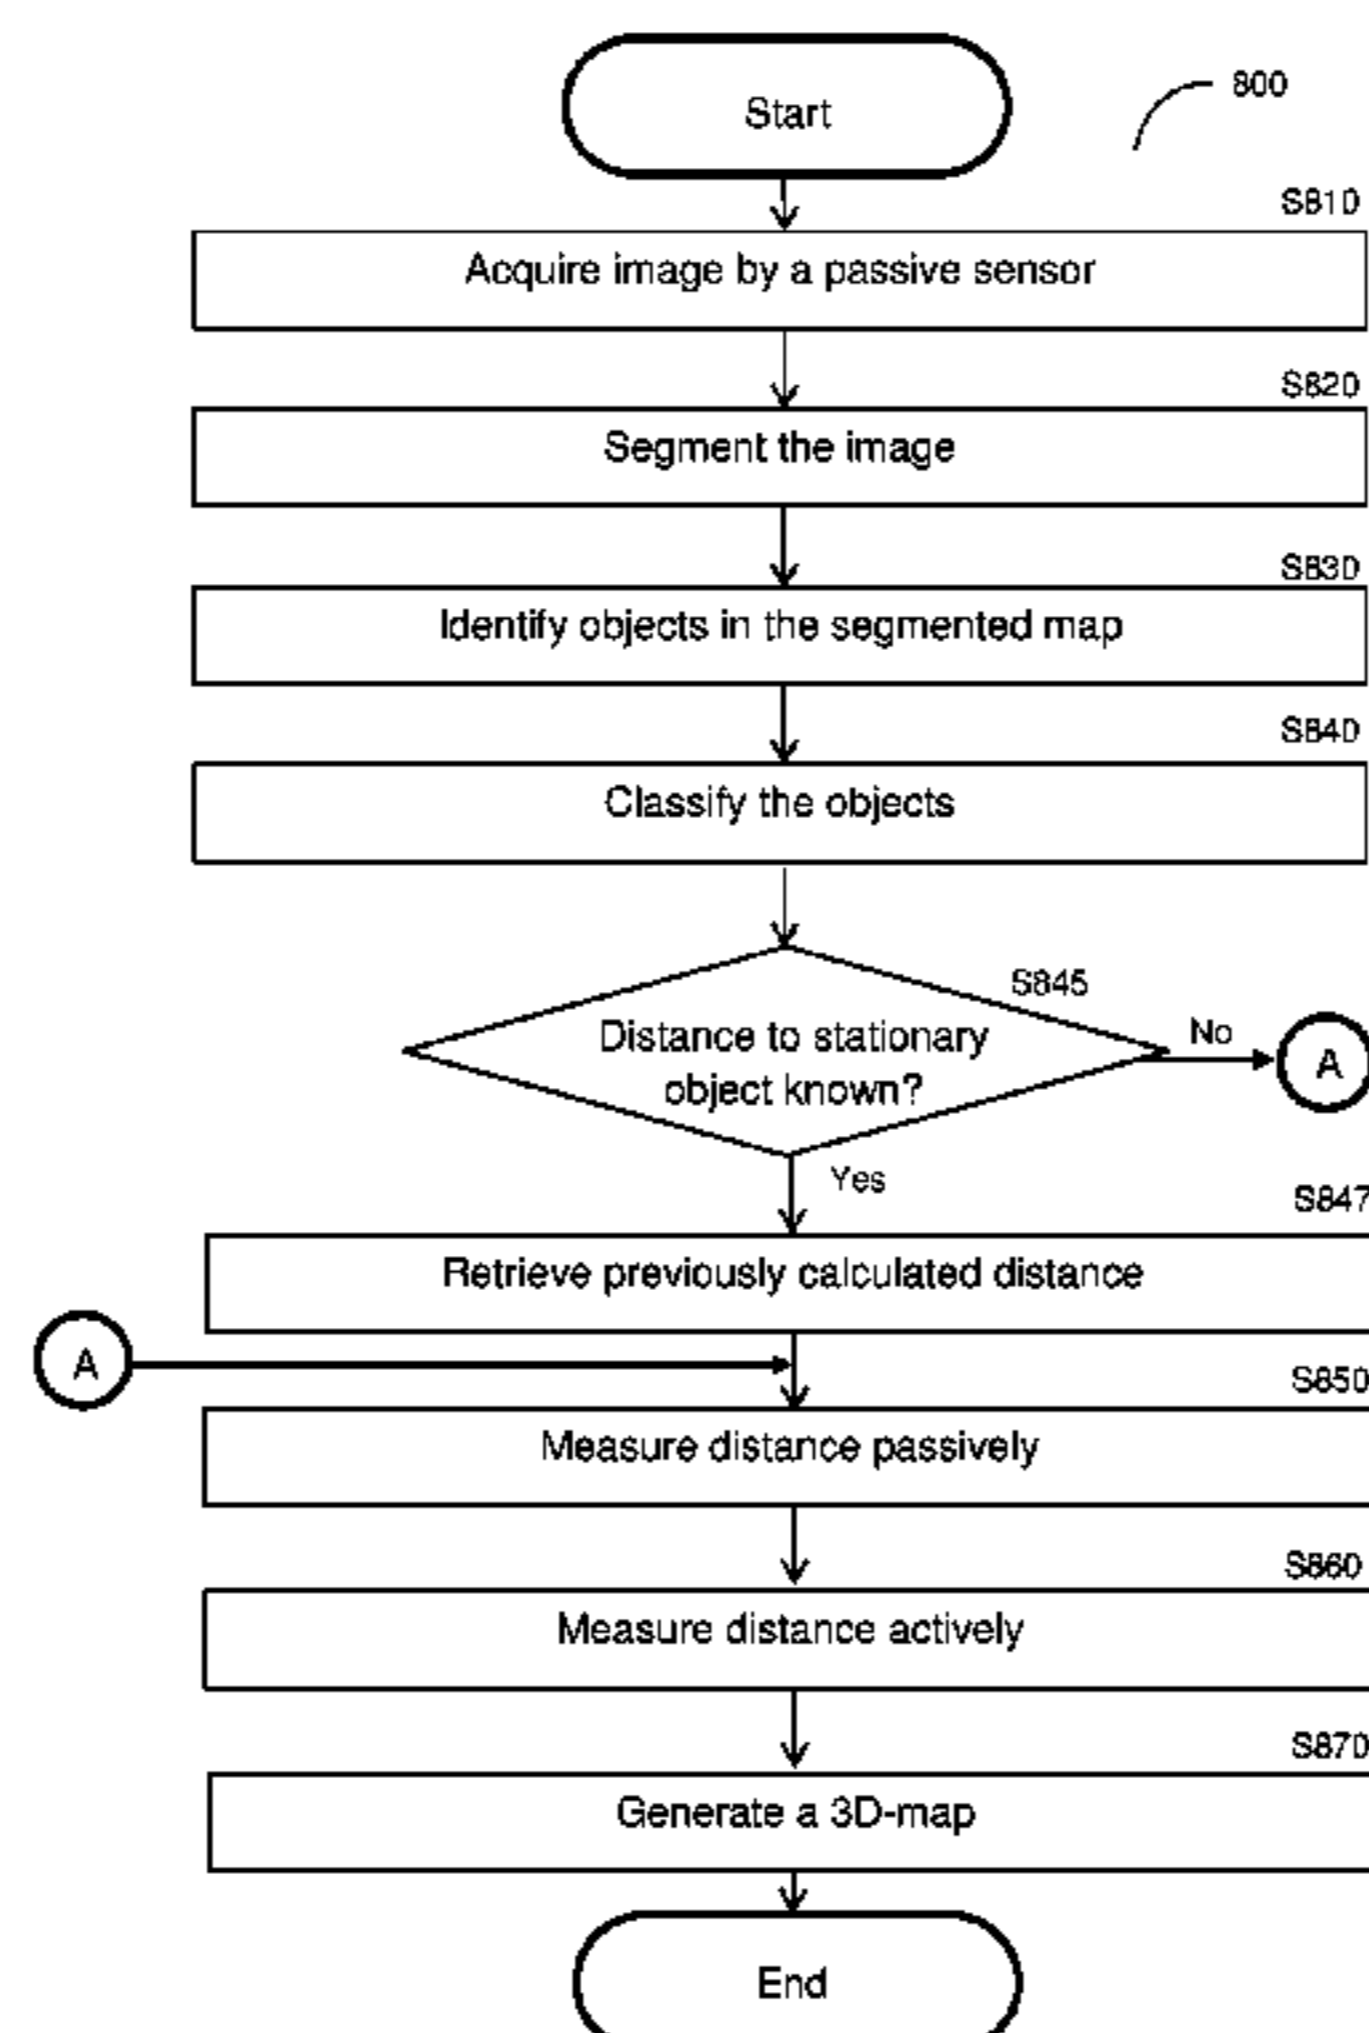 Start
800
S810
Acquire image by a passive sensor
S820
Segment the image
S830
Identify objects in the segmented map
S840
Classify the objects
S845
Distance to stationary
object known?
No
A
Yes
S847
Retrieve previously calculated distance
A
S850
Measure distance passively
S860
Measure distance actively
S870
Generate a 3D-map
End